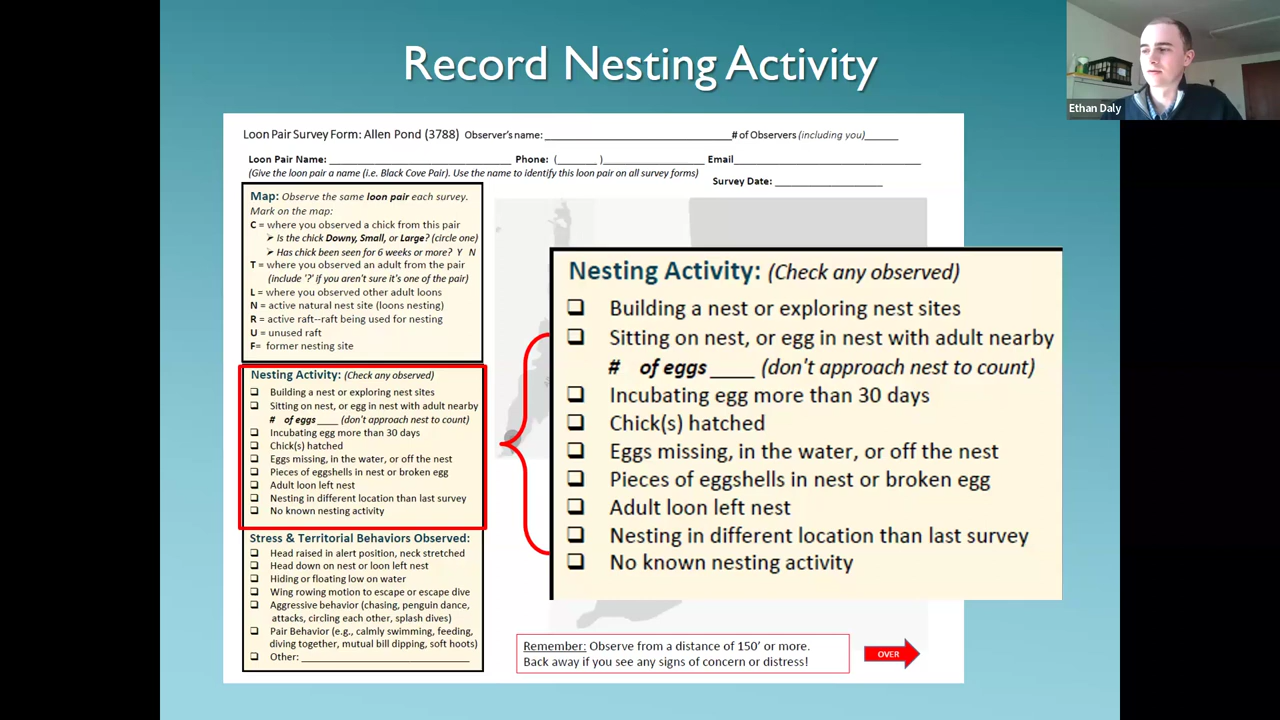 Record Nesting Activity
Ethan Daly
Loon Pair Survey Form: Allen Pond (3788) Observer's name: ____________________ # of Observers (including you)______
Loon Pair Name: ____________________ Phone: (_______ )____________________ Email____________________
(Give the loon pair a name (i.e. Black Cove Pair). Use the name to identify this loon pair on all survey forms)
Survey Date: ____________________
Map: Observe the same loon pair each survey.
Mark on the map:
C = where you observed a chick from this pair
➢ Is the chick Downy, Small, or Large? (circle one)
➢ Has chick been seen for 6 weeks or more? Y N
T = where you observed an adult from the pair
(include '?' if you aren't sure it's one of the pair)
L = where you observed other adult loons
N = active natural nest site (loons nesting)
R = active raft--raft being used for nesting
U = unused raft
F= former nesting site
Nesting Activity: (Check any observed)
❑ Building a nest or exploring nest sites
❑ Sitting on nest, or egg in nest with adult nearby
# of eggs ____ (don't approach nest to count)
❑ Incubating egg more than 30 days
❑ Chick(s) hatched
❑ Eggs missing, in the water, or off the nest
❑ Pieces of eggshells in nest or broken egg
❑ Adult loon left nest
❑ Nesting in different location than last survey
❑ No known nesting activity
Stress & Territorial Behaviors Observed:
❑ Head raised in alert position, neck stretched
❑ Head down on nest or loon left nest
❑ Hiding or floating low on water
❑ Wing rowing motion to escape or escape dive
❑ Aggressive behavior (chasing, penguin dance,
attacks, circling each other, splash dives)
❑ Pair Behavior (e.g., calmly swimming, feeding,
diving together, mutual bill dipping, soft hoots)
❑ Other: ____________________
Nesting Activity: (Check any observed)
❑ Building a nest or exploring nest sites
❑ Sitting on nest, or egg in nest with adult nearby
# of eggs ____ (don't approach nest to count)
❑ Incubating egg more than 30 days
❑ Chick(s) hatched
❑ Eggs missing, in the water, or off the nest
❑ Pieces of eggshells in nest or broken egg
❑ Adult loon left nest
❑ Nesting in different location than last survey
❑ No known nesting activity
Remember: Observe from a distance of 150' or more.
Back away if you see any signs of concern or distress!
OVER